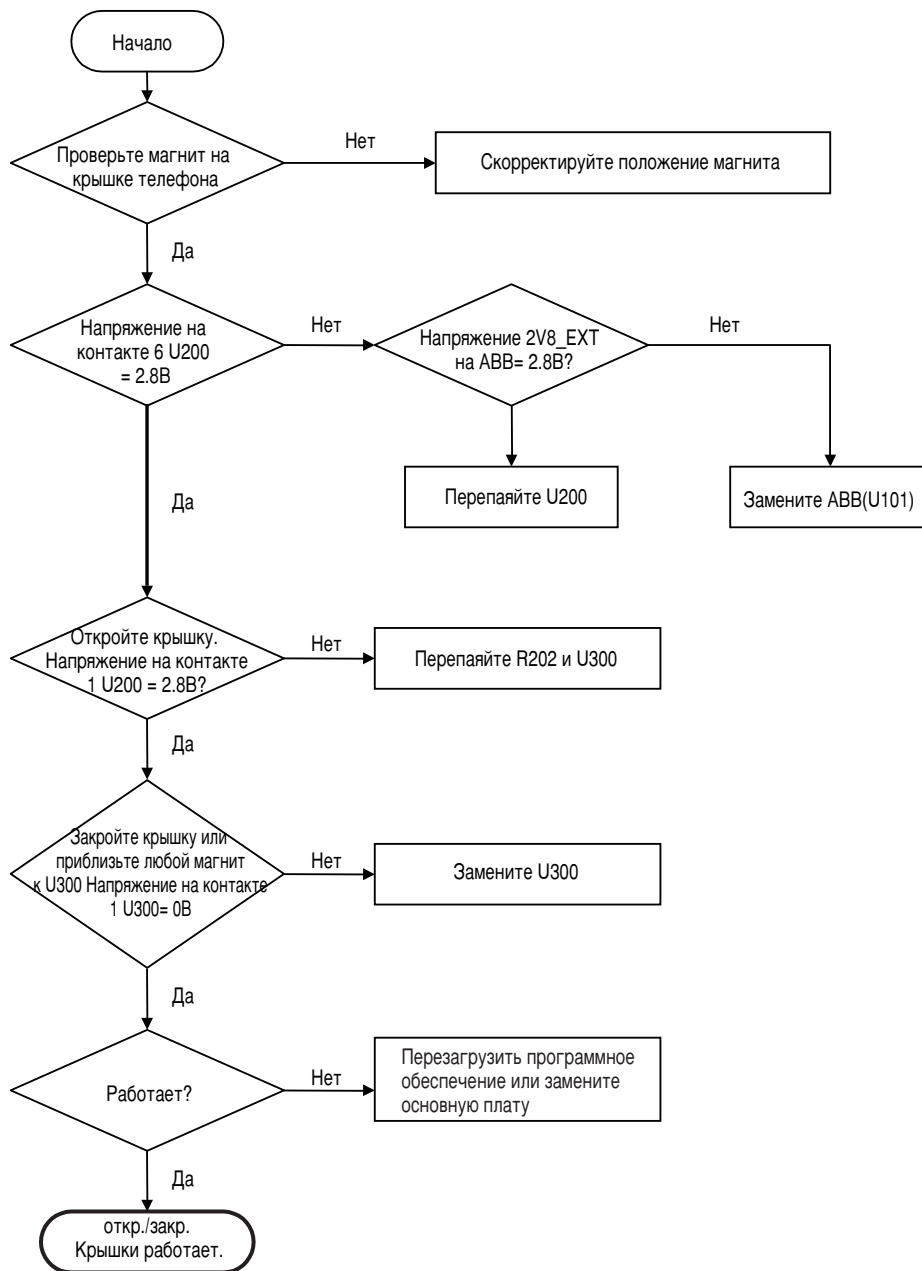 Начало
Проверьте магнит на
крышке телефона
Нет
Скорректируйте положение магнита
Да
Напряжение на
контакте 6 U200
= 2.8В
Нет
Напряжение 2V8_EXT
на ABB= 2.8В?
Нет
Перепаяйте U200
Замените ABB(U101)
Да
Откройте крышку.
Напряжение на контакте
1 U200 = 2.8В?
Нет
Перепаяйте R202 и U300
Да
Закройте крышку или
приблизьте любой магнит
к U300 Напряжение на контакте
1 U300= 0В
Нет
Замените U300
Да
Работает?
Нет
Перезагрузить программное
обеспечение или замените
основную плату
Да
откр./закр.
Крышки работает.